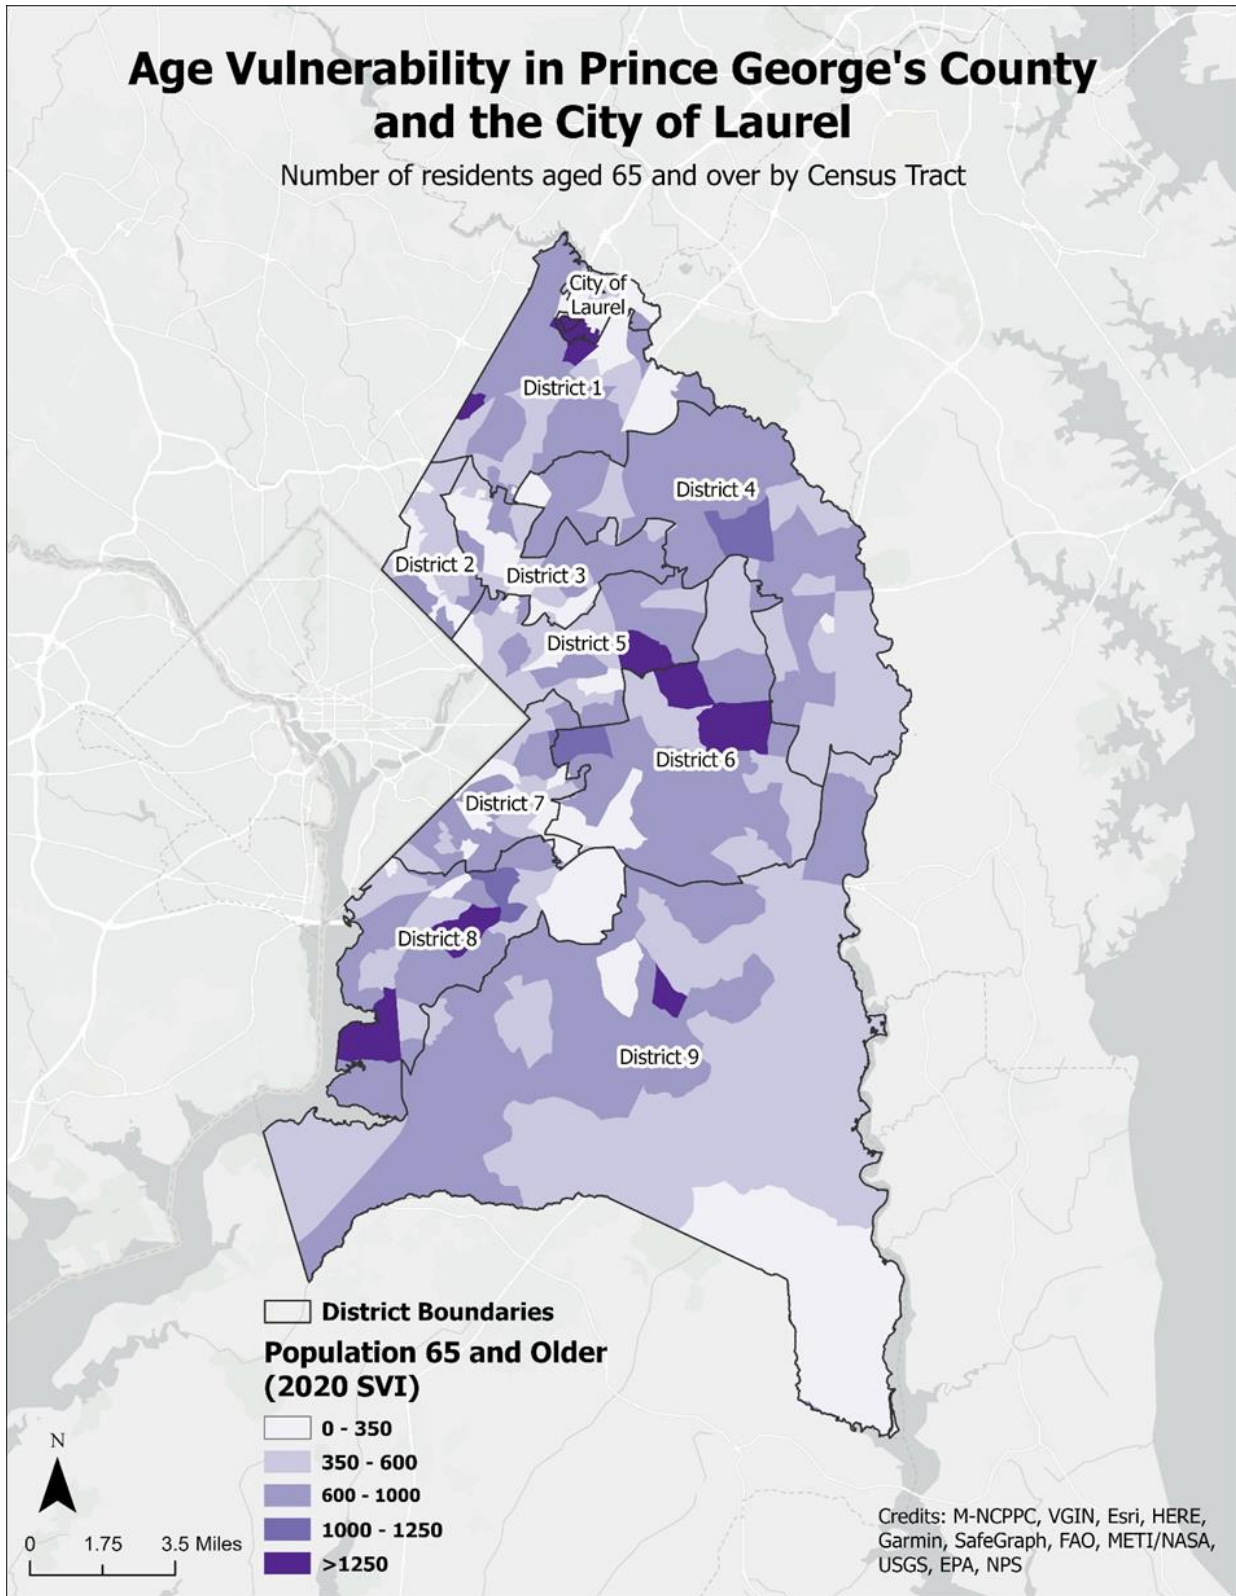 Age Vulnerability in Prince George's County
and the City of Laurel
Number of residents aged 65 and over by Census Tract
City of
Laurel
District 1
District 4
District 2
District 3
District 5
District 6
District 7
District 8
District 9
District Boundaries
Population 65 and Older
(2020 SVI)
0 - 350
350 - 600
600 - 1000
1000 - 1250
>1250
N
0 1.75 3.5 Miles
Credits: M-NCPPC, VGIN, Esri, HERE,
Garmin, SafeGraph, FAO, METI/NASA,
USGS, EPA, NPS